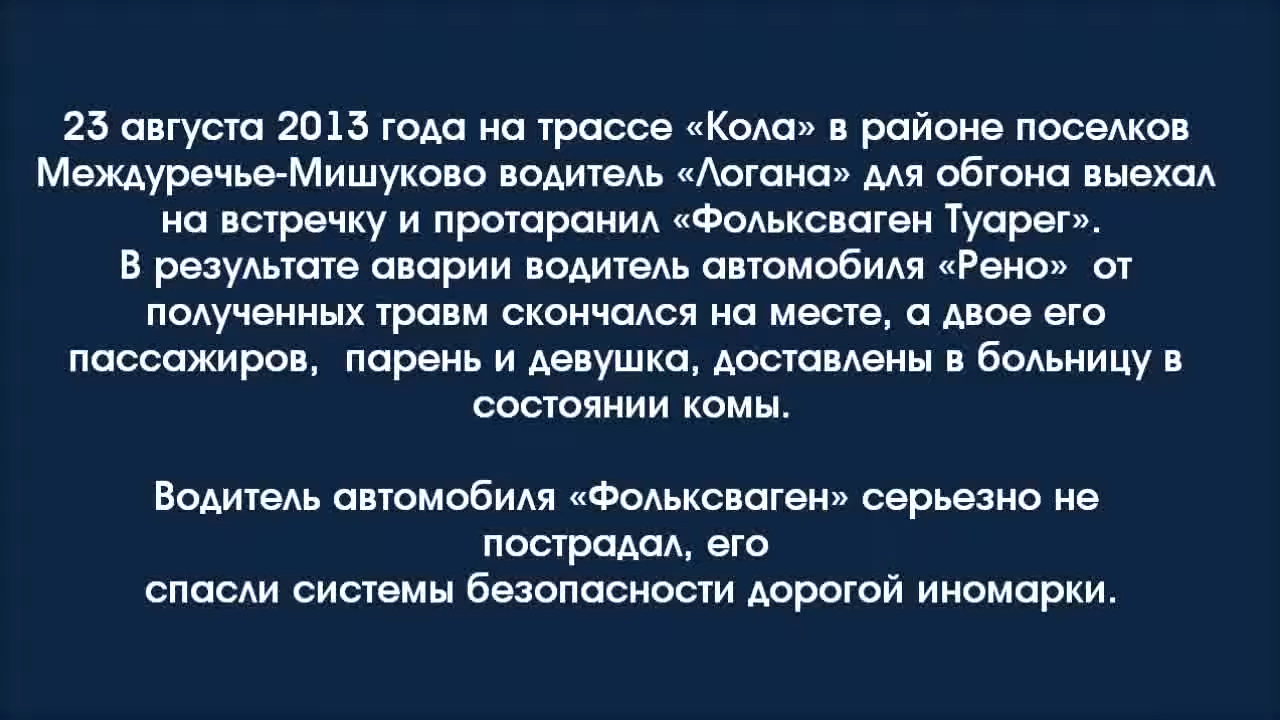 23 августа 2013 года на трассе «Кола» в районе поселков
Междуречье-Мишуково водитель «Логана» для обгона выехал
на встречку и протаранил «Фольксваген Туарег».
В результате аварии водитель автомобиля «Рено»  от
полученных травм скончался на месте, а двое его
пассажиров,  парень и девушка, доставлены в больницу в
состоянии комы.

Водитель автомобиля «Фольксваген» серьезно не
пострадал, его
спасли системы безопасности дорогой иномарки.